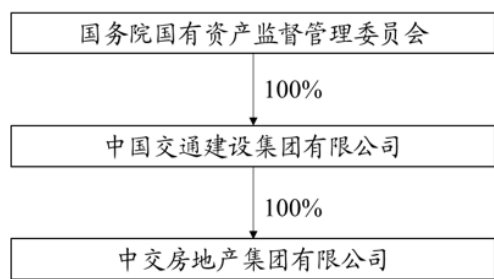 国务院国有资产监督管理委员会
100%
中国交通建设集团有限公司
100%
中交房地产集团有限公司